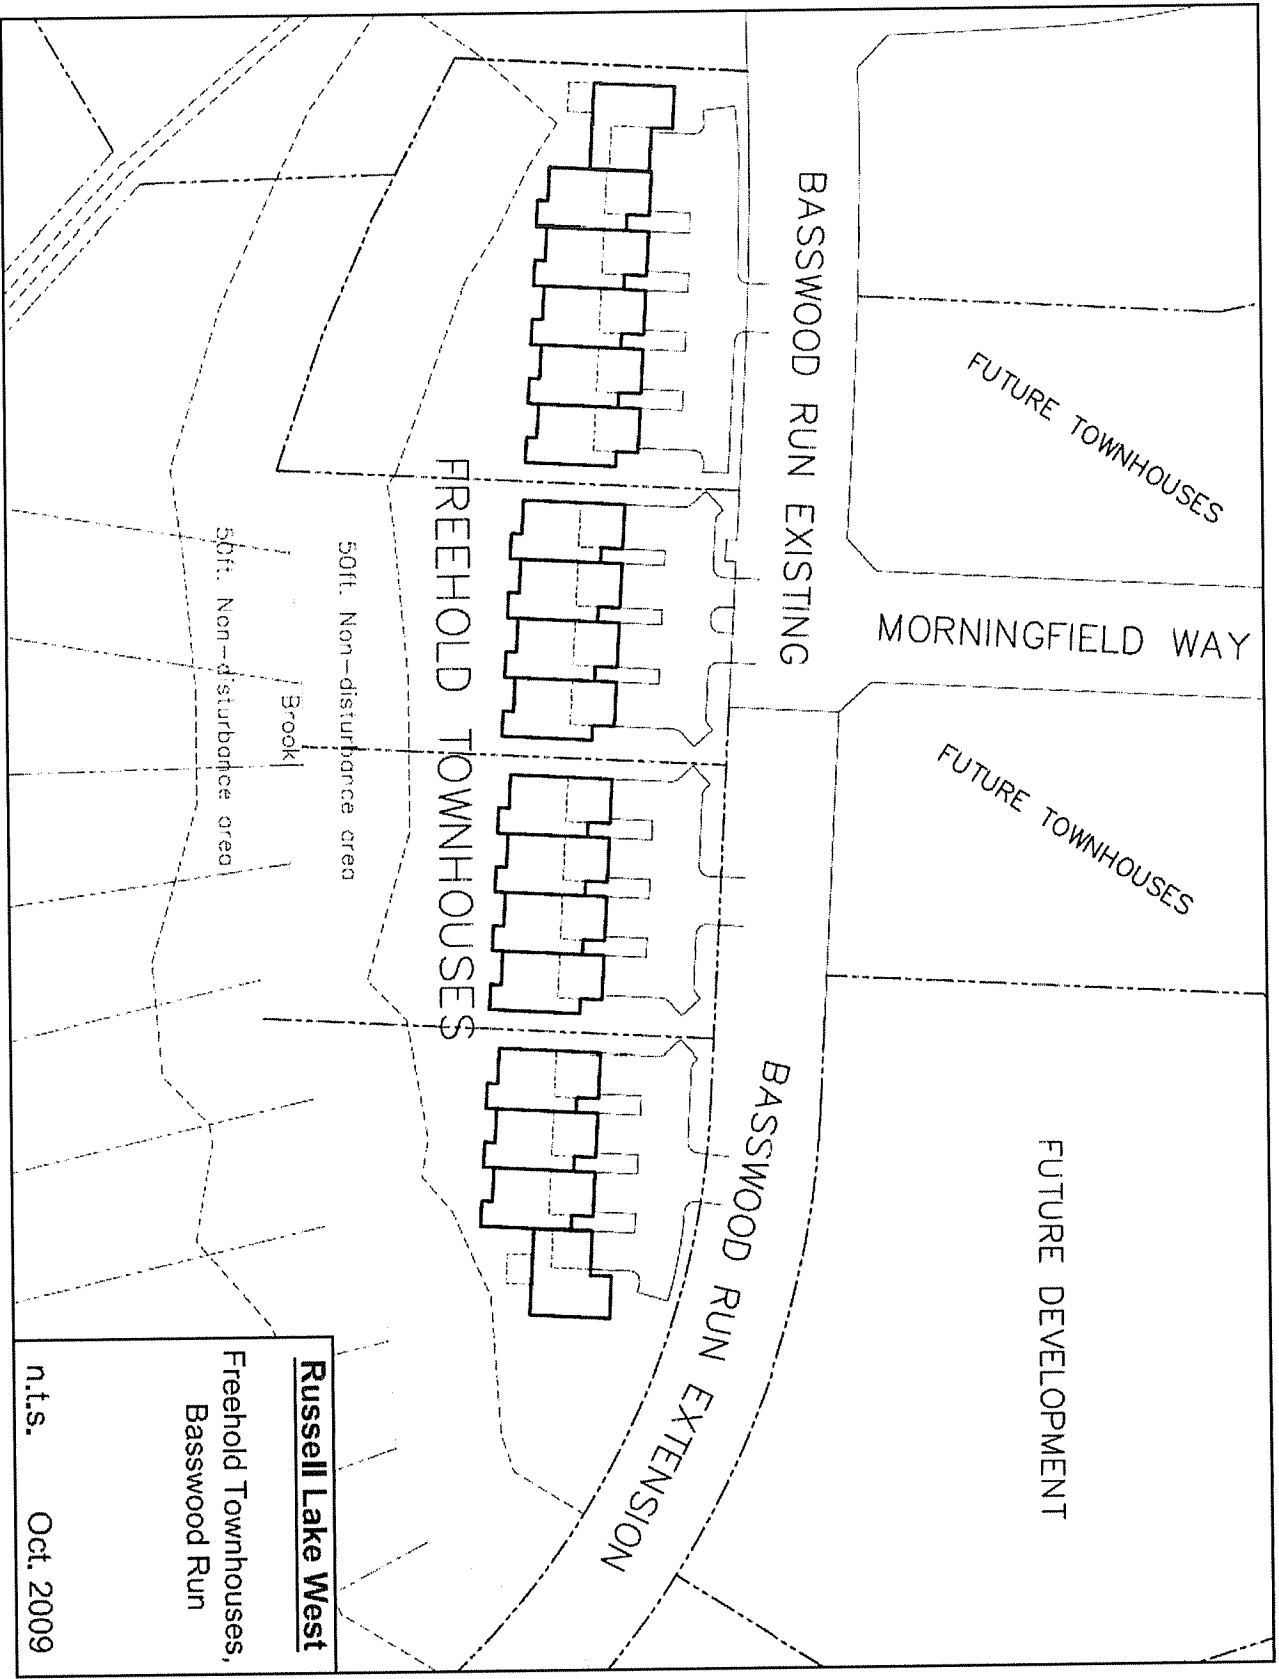 BASSWOOD RUN EXISTING
FUTURE TOWNHOUSES
MORNINGFIELD WAY
FUTURE TOWNHOUSES
BASSWOOD RUN EXTENSION
FUTURE DEVELOPMENT
FREEHOLD TOWNHOUSES
50ft. Non-disturbance area
Brook
50ft. Non-disturbance area
Russell Lake West
Freehold Townhouses,
Basswood Run
n.t.s. Oct. 2009